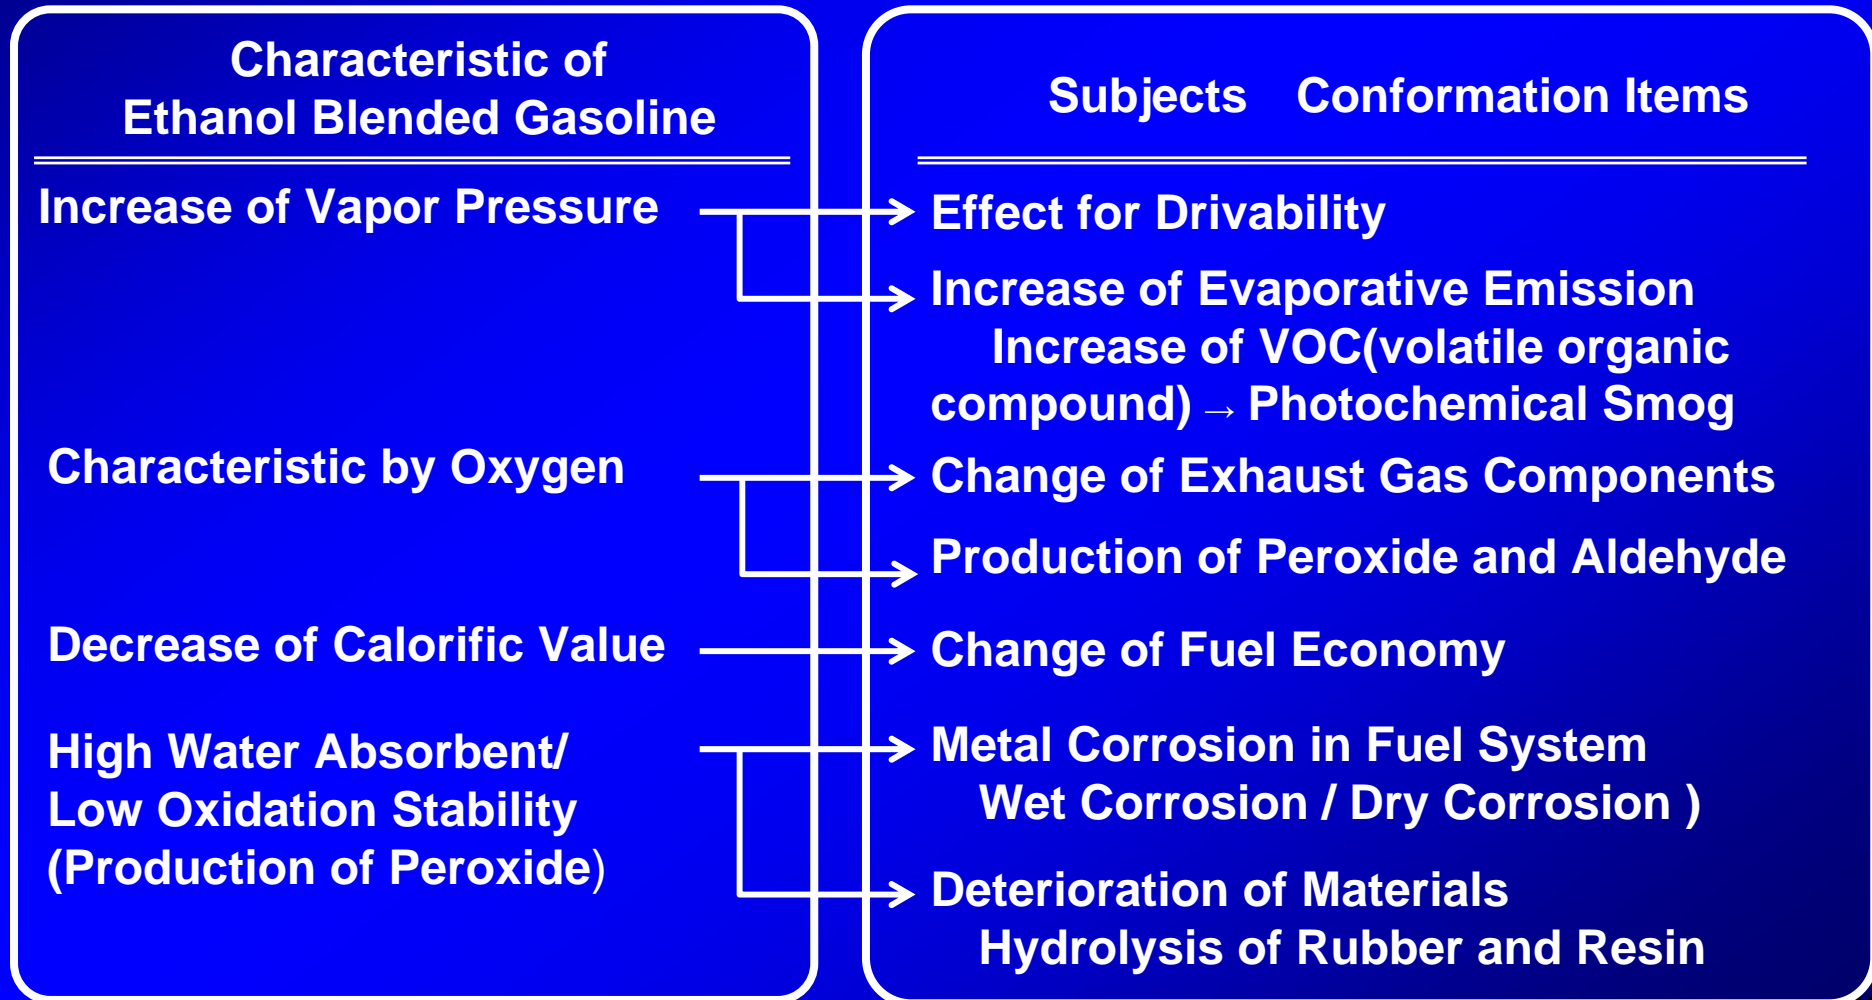 Characteristic of
Ethanol Blended Gasoline
Increase of Vapor Pressure
Characteristic by Oxygen
Decrease of Calorific Value
High Water Absorbent/
Low Oxidation Stability
(Production of Peroxide)
Subjects Conformation Items
Effect for Drivability
Increase of Evaporative Emission
Increase of VOC(volatile organic
compound) → Photochemical Smog
Change of Exhaust Gas Components
Production of Peroxide and Aldehyde
Change of Fuel Economy
Metal Corrosion in Fuel System
Wet Corrosion / Dry Corrosion )
Deterioration of Materials
Hydrolysis of Rubber and Resin